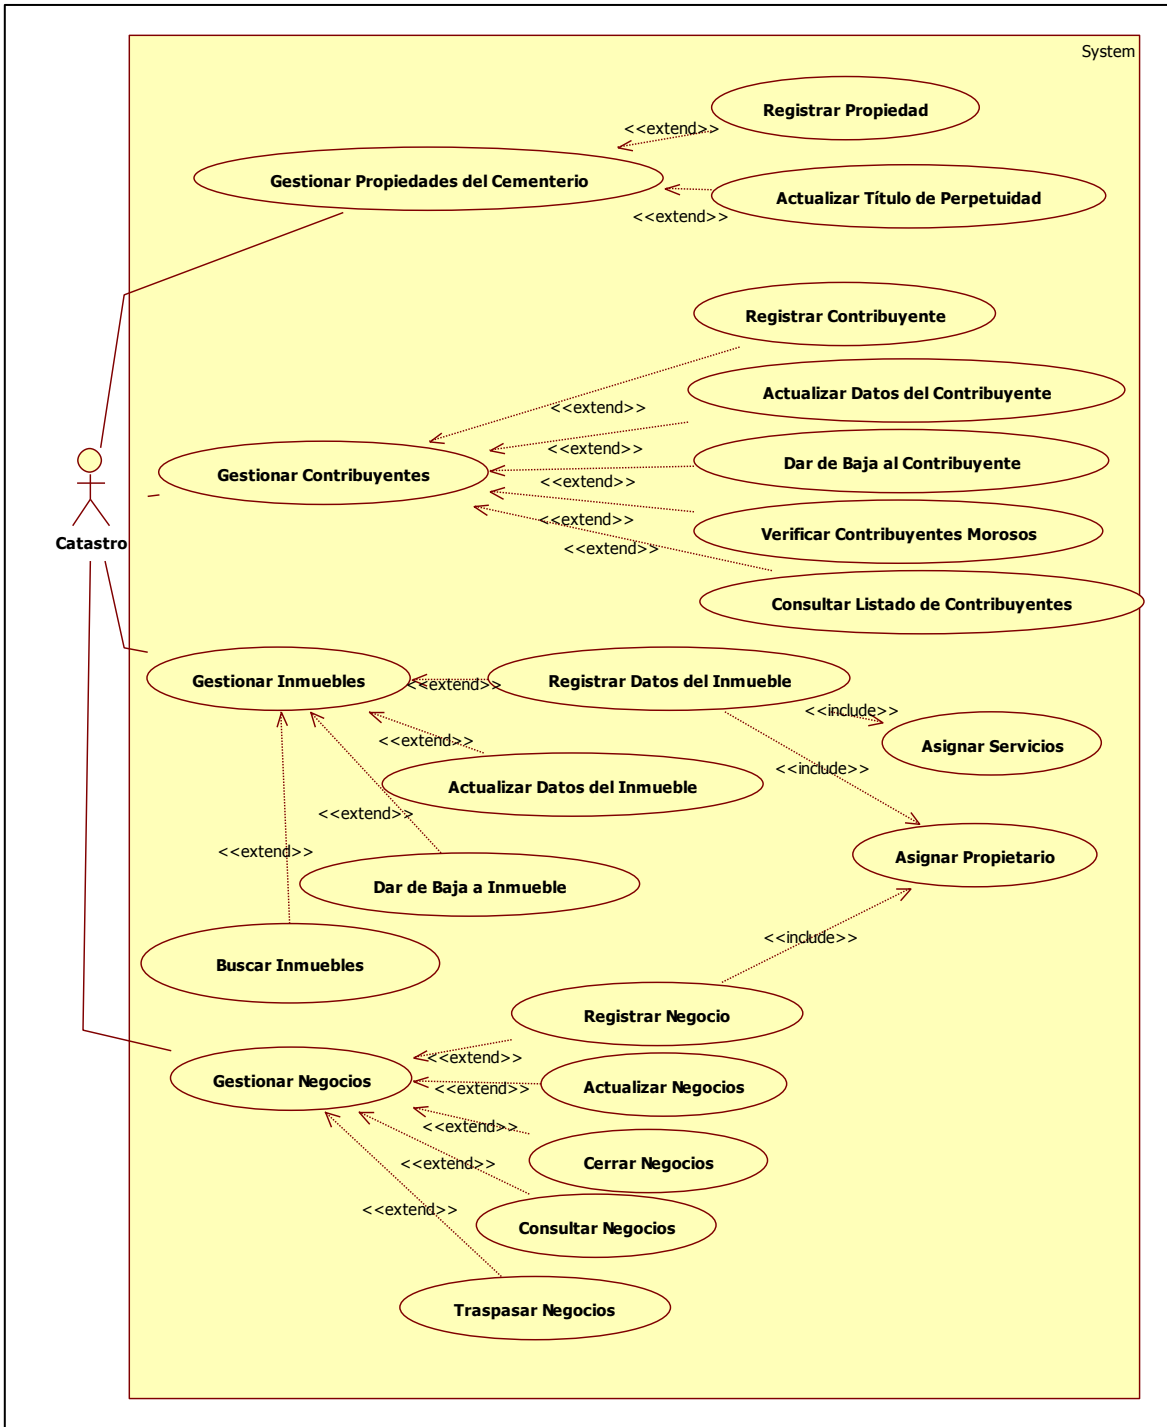 System
Registrar Propiedad
<<extend>>
Gestionar Propiedades del Cementerio
Actualizar Título de Perpetuidad
<<extend>>
Registrar Contribuyente
Actualizar Datos del Contribuyente
<<extend>>
<<extend>>
Dar de Baja al Contribuyente
Gestionar Contribuyentes
<<extend>>
<<extend>>
Verificar Contribuyentes Morosos
Catastro
<<extend>>
Consultar Listado de Contribuyentes
Gestionar Inmuebles
<<extend>>
Registrar Datos del Inmueble
<<include>>
<<extend>>
Asignar Servicios
<<include>>
Actualizar Datos del Inmueble
<<extend>>
<<extend>>
Asignar Propietario
Dar de Baja a Inmueble
<<include>>
Buscar Inmuebles
Registrar Negocio
<<extend>>
Gestionar Negocios
<<extend>>
Actualizar Negocios
<<extend>>
<<extend>>
Cerrar Negocios
<<extend>>
Consultar Negocios
Traspasar Negocios